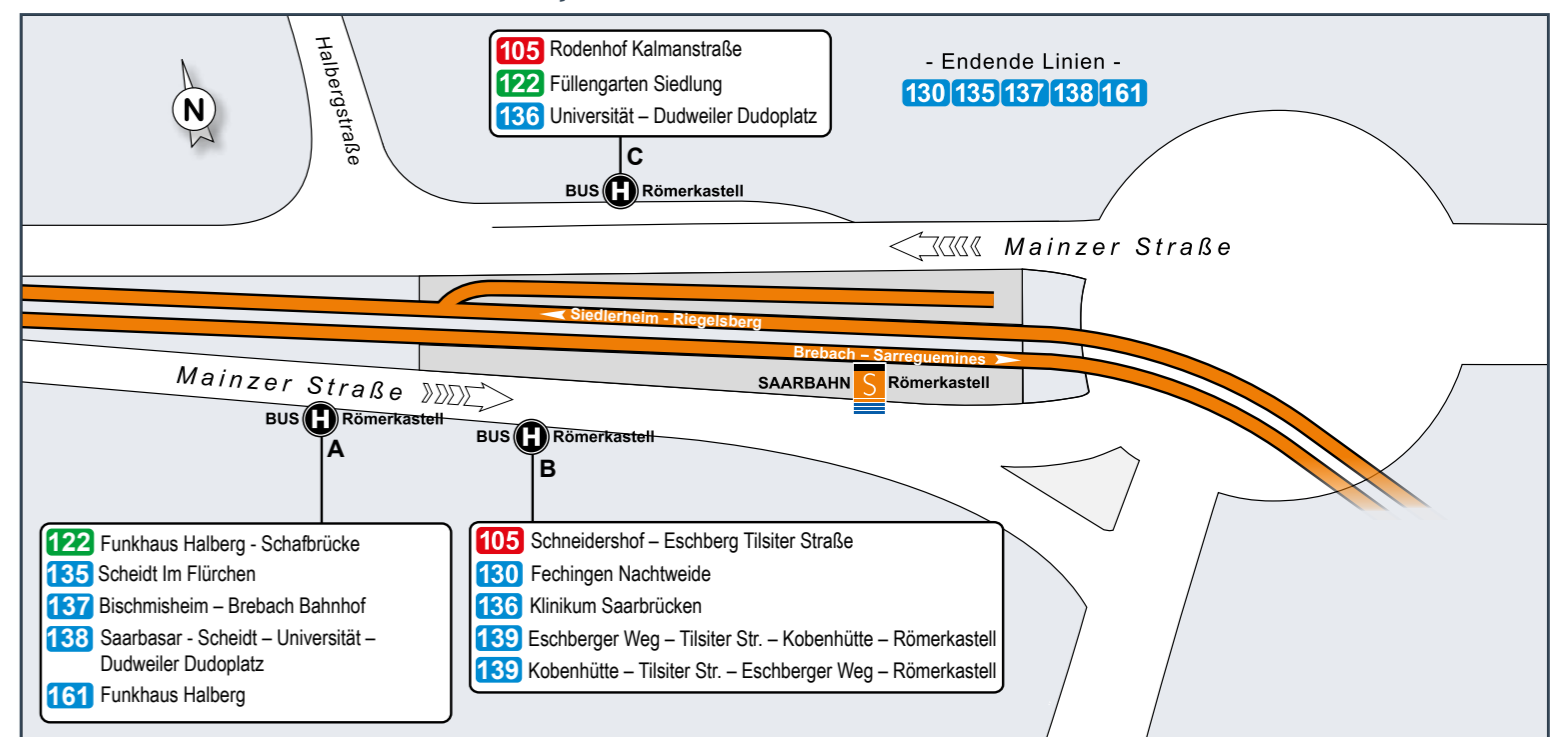 Halbergstraße
N
105 Rodenhof Kalmanstraße
122 Füllengarten Siedlung
136 Universität – Dudweiler Dudoplatz
- Endende Linien -
130 135 137 138 161
C
BUS H Römerkastell
Mainzer Straße
Siedlerheim - Riegelsberg
Brebach – Sarreguemines
SAARBAHN S Römerkastell
Mainzer Straße
BUS H Römerkastell
A
BUS H Römerkastell
B
122 Funkhaus Halberg - Schafbrücke
135 Scheidt Im Flürchen
137 Bischmisheim – Brebach Bahnhof
138 Saarbasar - Scheidt – Universität –
Dudweiler Dudoplatz
161 Funkhaus Halberg
105 Schneidershof – Eschberg Tilsiter Straße
130 Fechingen Nachtweide
136 Klinikum Saarbrücken
139 Eschberger Weg – Tilsiter Str. – Kobenhütte – Römerkastell
139 Kobenhütte – Tilsiter Str. – Eschberger Weg – Römerkastell